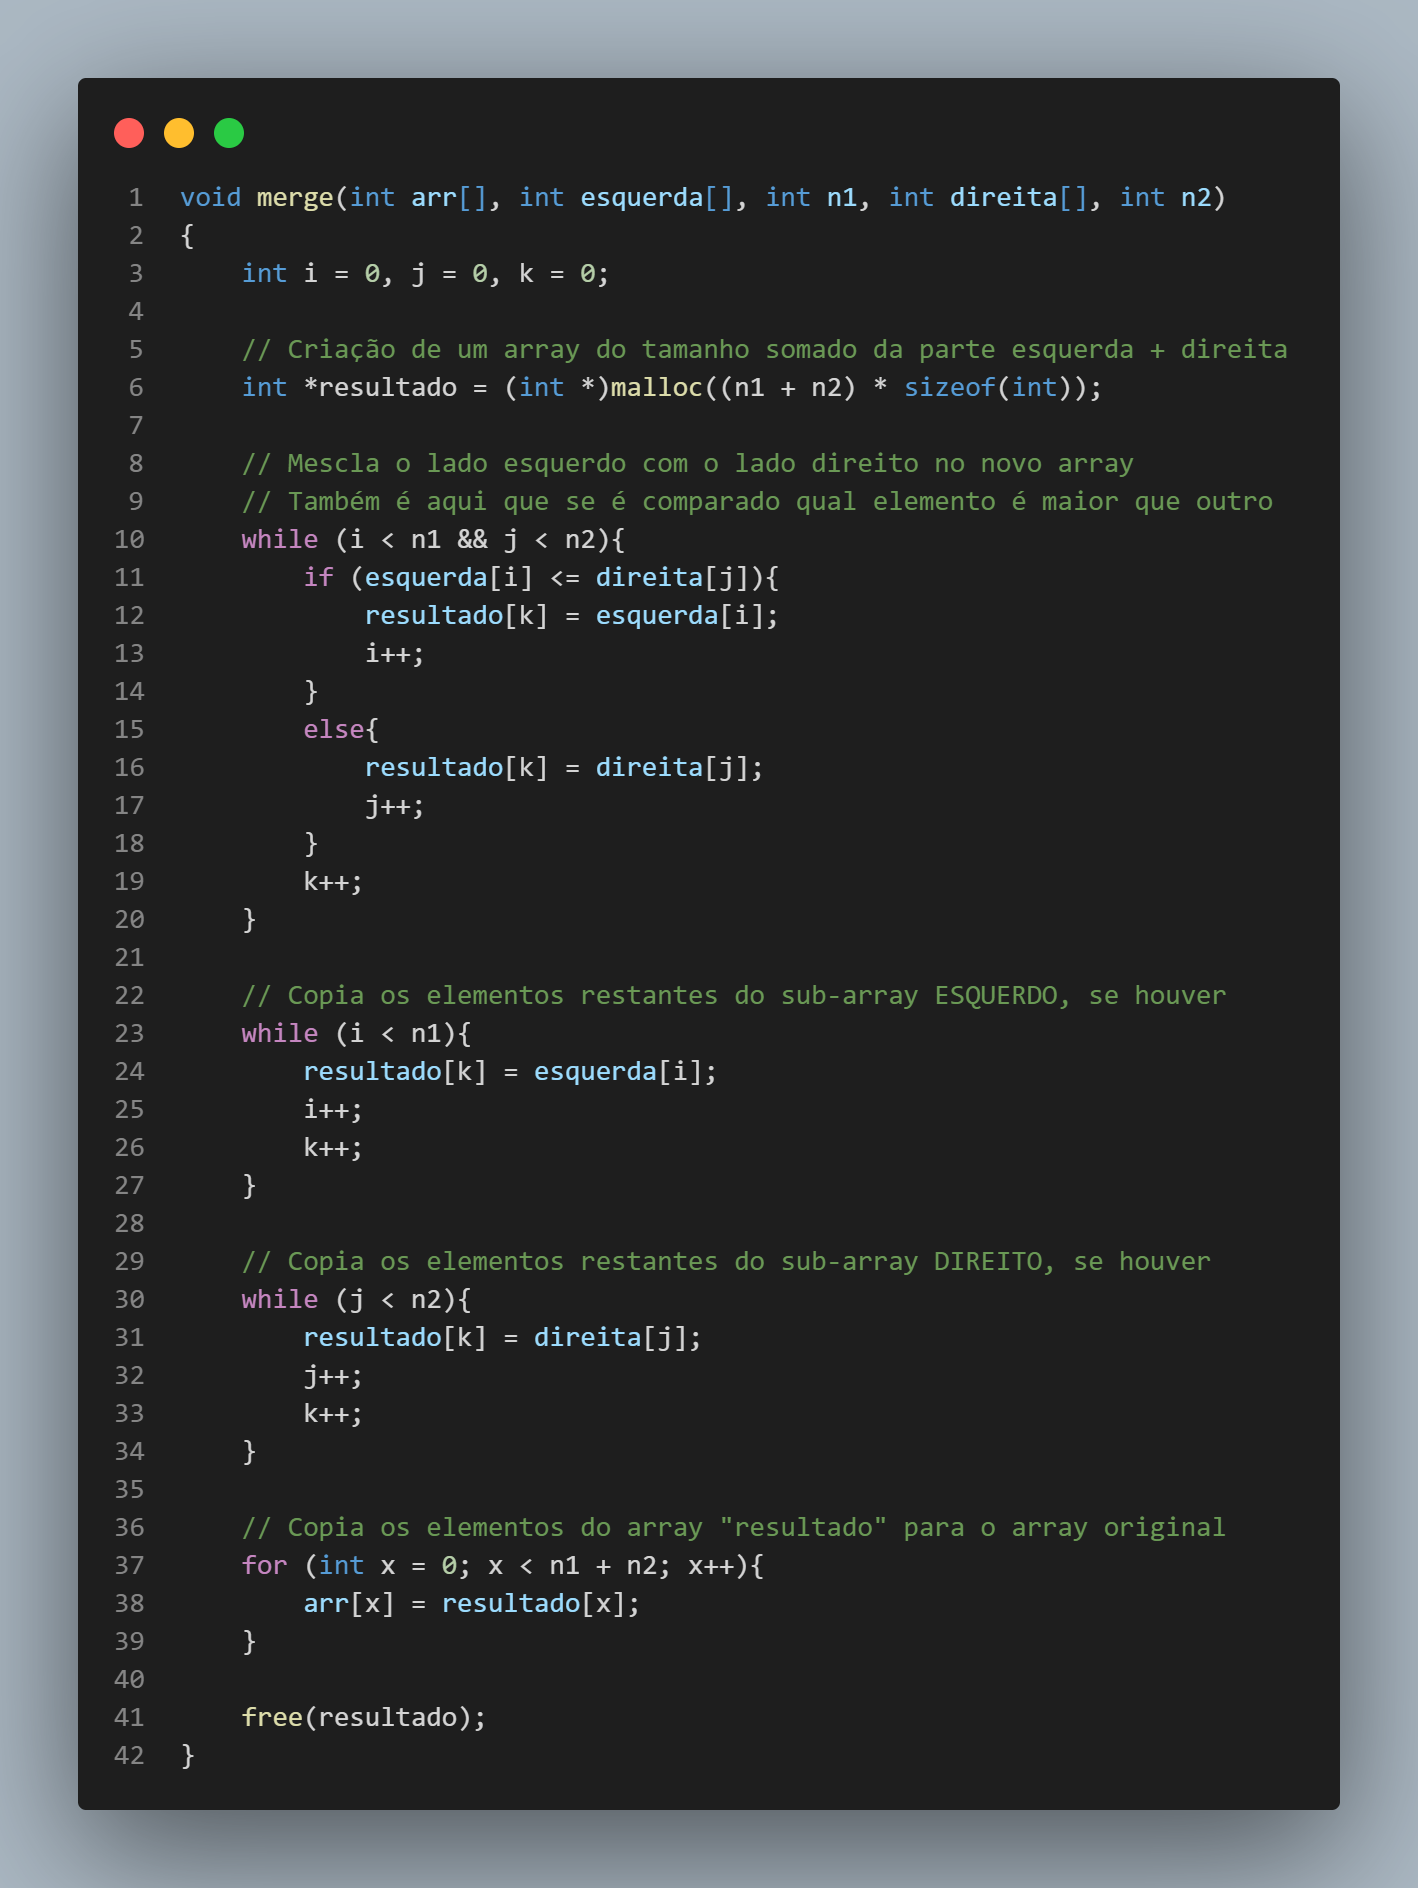 1 void merge(int arr[], int esquerda[], int n1, int direita[], int n2)
2 {
3     int i = 0, j = 0, k = 0;
4
5     // Criação de um array do tamanho somado da parte esquerda + direita
6     int *resultado = (int *)malloc((n1 + n2) * sizeof(int));
7
8     // Mescla o lado esquerdo com o lado direito no novo array
9     // Também é aqui que se é comparado qual elemento é maior que outro
10     while (i < n1 && j < n2){
11         if (esquerda[i] <= direita[j]){
12             resultado[k] = esquerda[i];
13             i++;
14         }
15         else{
16             resultado[k] = direita[j];
17             j++;
18         }
19         k++;
20     }
21
22     // Copia os elementos restantes do sub-array ESQUERDO, se houver
23     while (i < n1){
24         resultado[k] = esquerda[i];
25         i++;
26         k++;
27     }
28
29     // Copia os elementos restantes do sub-array DIREITO, se houver
30     while (j < n2){
31         resultado[k] = direita[j];
32         j++;
33         k++;
34     }
35
36     // Copia os elementos do array "resultado" para o array original
37     for (int x = 0; x < n1 + n2; x++){
38         arr[x] = resultado[x];
39     }
40
41     free(resultado);
42 }